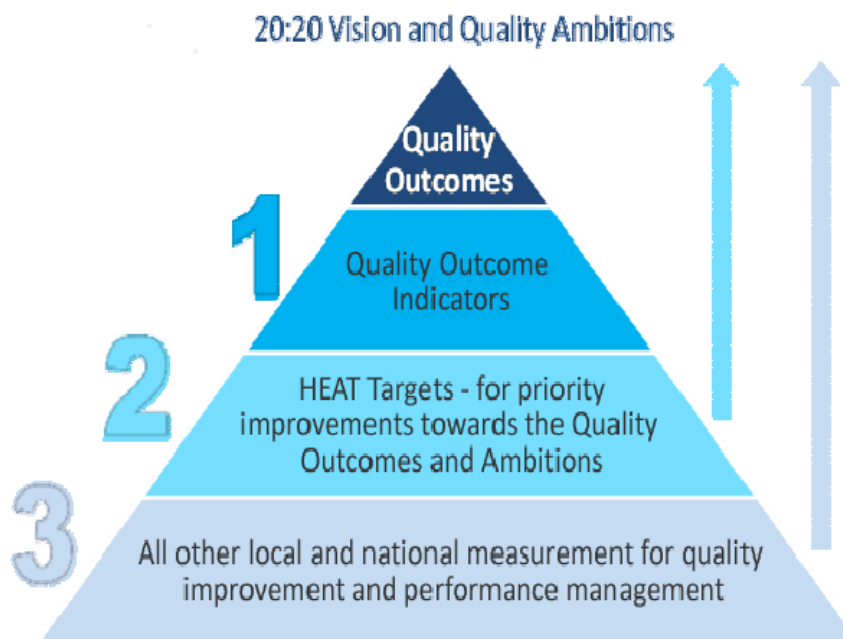 20:20 Vision and Quality Ambitions
Quality
Outcomes
1
Quality Outcome
Indicators
2
HEAT Targets - for priority
improvements towards the Quality
Outcomes and Ambitions
3
All other local and national measurement for quality
improvement and performance management